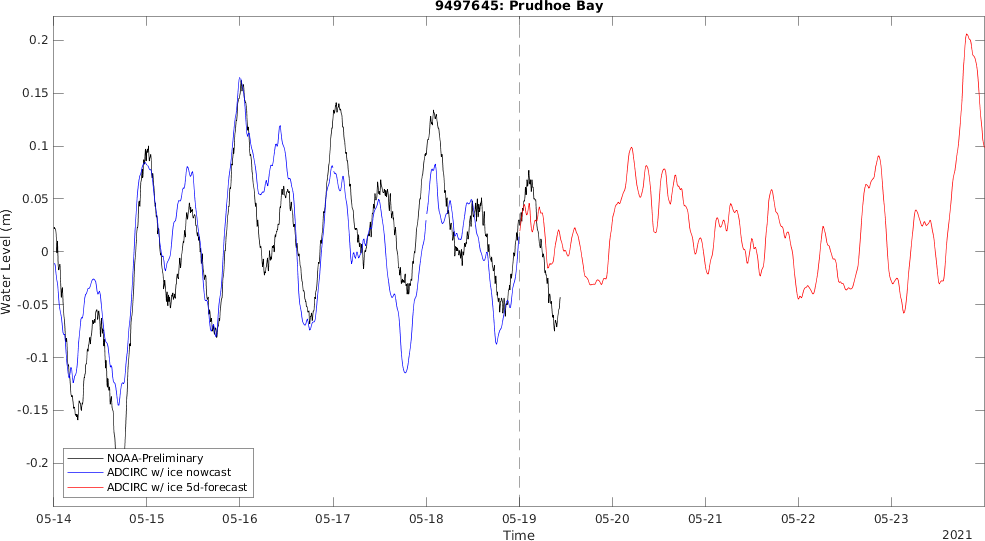 9497645: Prudhoe Bay
Water Level (m)
0.2
0.15
0.1
0.05
0
-0.05
-0.1
-0.15
-0.2
NOAA-Preliminary
ADCIRC w/ ice nowcast
ADCIRC w/ ice 5d-forecast
05-14 05-15 05-16 05-17 05-18 05-19 05-20 05-21 05-22 05-23
Time
2021